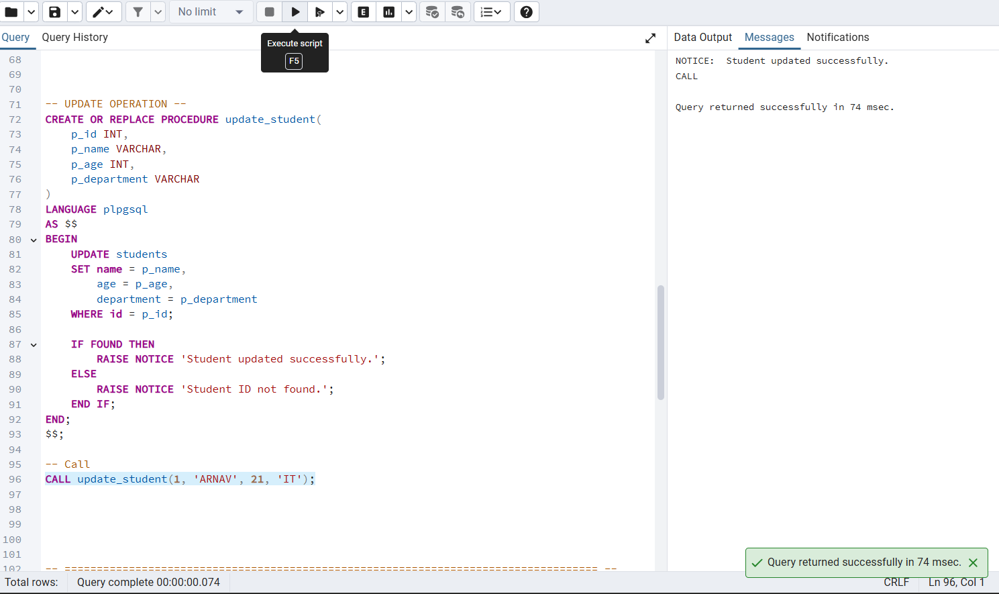 No limit
E
Query Query History
Execute script
F5
Data Output Messages Notifications
68
69
70
71 -- UPDATE OPERATION --
72 CREATE OR REPLACE PROCEDURE update_student(
73 p_id INT,
74 p_name VARCHAR,
75 p_age INT,
76 p_department VARCHAR
77 )
78 LANGUAGE plpgsql
79 AS $$
80 BEGIN
81 UPDATE students
82 SET name = p_name,
83 age = p_age,
84 department = p_department
85 WHERE id = p_id;
86
87 IF FOUND THEN
88 RAISE NOTICE 'Student updated successfully.';
89 ELSE
90 RAISE NOTICE 'Student ID not found.';
91 END IF;
92 END;
93 $$;
94
95 -- Call
96 CALL update_student(1, 'ARNAV', 21, 'IT');
97
98
99
100
101
102 -- =================================================================================== --
NOTICE:  Student updated successfully.
CALL
Query returned successfully in 74 msec.
Query returned successfully in 74 msec.
Total rows: Query complete 00:00:00.074 CRLF Ln 96, Col 1